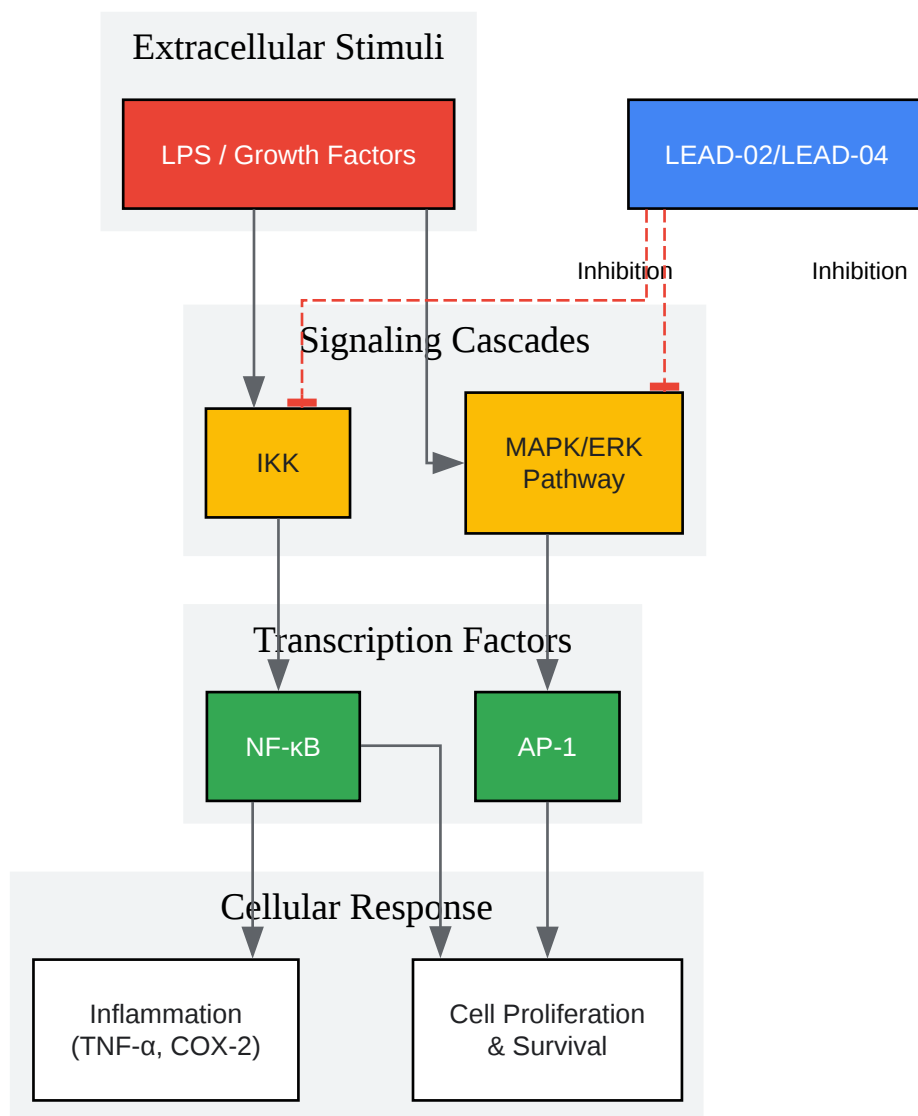 Extracellular Stimuli
LPS / Growth Factors
LEAD-02/LEAD-04
Inhibition
Inhibition
Signaling Cascades
IKK
MAPK/ERK
Pathway
Transcription Factors
NF-κB
AP-1
Cellular Response
Inflammation
(TNF-α, COX-2)
Cell Proliferation
& Survival